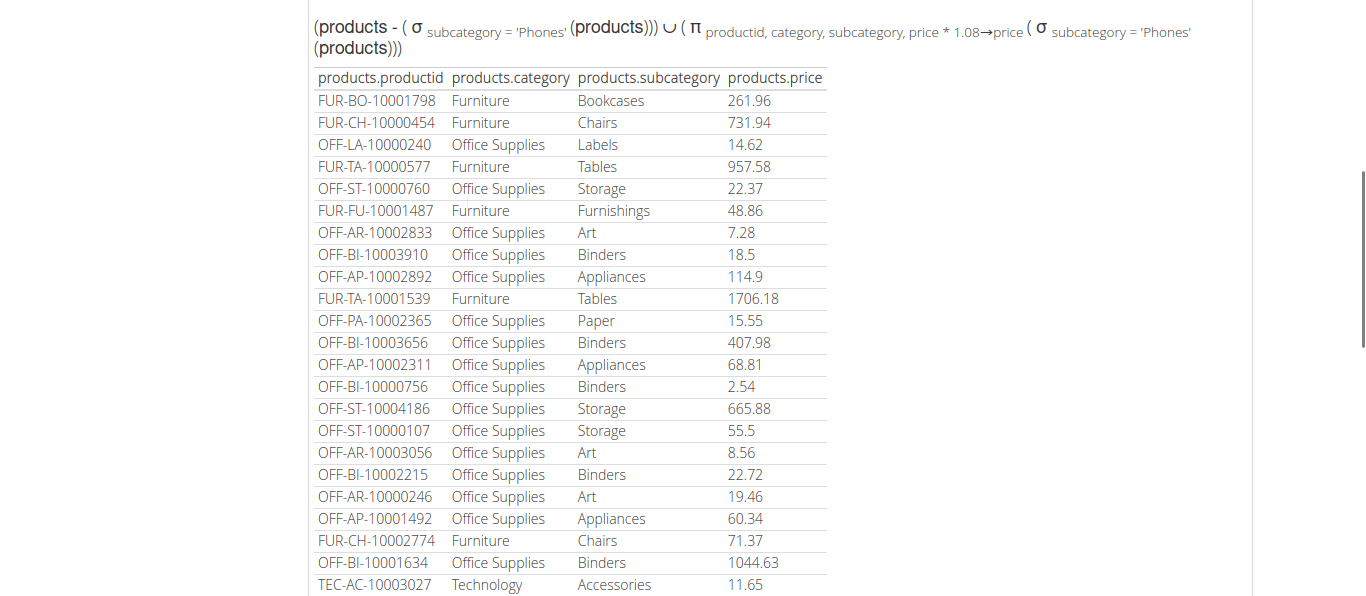 (products - ( σ subcategory = 'Phones' (products))) ∪ ( π productid, category, subcategory, price * 1.08→price ( σ subcategory = 'Phones'
(products)))
products.productid products.category products.subcategory products.price
FUR-BO-10001798 Furniture Bookcases 261.96
FUR-CH-10000454 Furniture Chairs 731.94
OFF-LA-10000240 Office Supplies Labels 14.62
FUR-TA-10000577 Furniture Tables 957.58
OFF-ST-10000760 Office Supplies Storage 22.37
FUR-FU-10001487 Furniture Furnishings 48.86
OFF-AR-10002833 Office Supplies Art 7.28
OFF-BI-10003910 Office Supplies Binders 18.5
OFF-AP-10002892 Office Supplies Appliances 114.9
FUR-TA-10001539 Furniture Tables 1706.18
OFF-PA-10002365 Office Supplies Paper 15.55
OFF-BI-10003656 Office Supplies Binders 407.98
OFF-AP-10002311 Office Supplies Appliances 68.81
OFF-BI-10000756 Office Supplies Binders 2.54
OFF-ST-10004186 Office Supplies Storage 665.88
OFF-ST-10000107 Office Supplies Storage 55.5
OFF-AR-10003056 Office Supplies Art 8.56
OFF-BI-10002215 Office Supplies Binders 22.72
OFF-AR-10000246 Office Supplies Art 19.46
OFF-AP-10001492 Office Supplies Appliances 60.34
FUR-CH-10002774 Furniture Chairs 71.37
OFF-BI-10001634 Office Supplies Binders 1044.63
TEC-AC-10003027 Technology Accessories 11.65